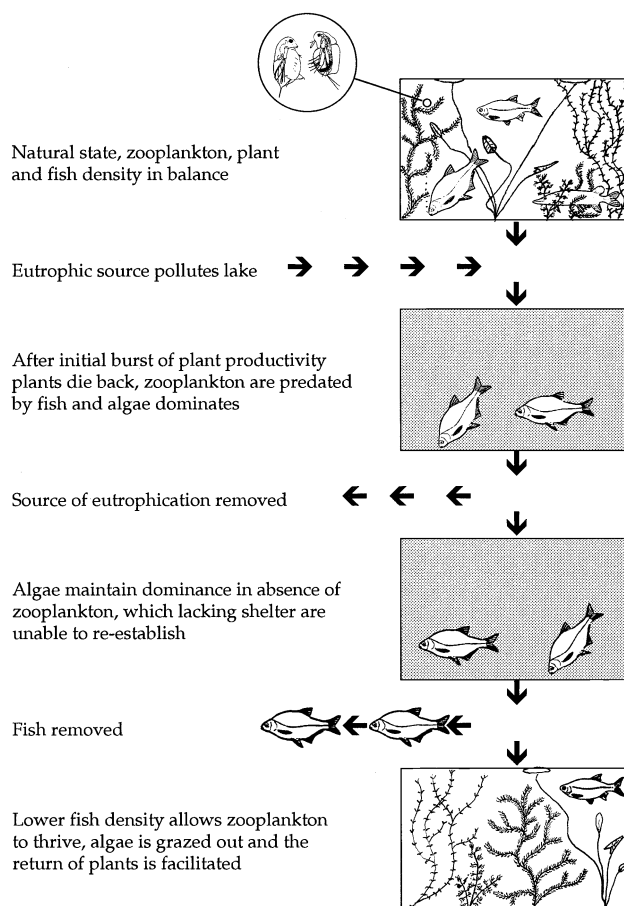 Natural state, zooplankton, plant
and fish density in balance
Eutrophic source pollutes lake
After initial burst of plant productivity
plants die back, zooplankton are predated
by fish and algae dominates
Source of eutrophication removed
Algae maintain dominance in absence of
zooplankton, which lacking shelter are
unable to re-establish
Fish removed
Lower fish density allows zooplankton
to thrive, algae is grazed out and the
return of plants is facilitated